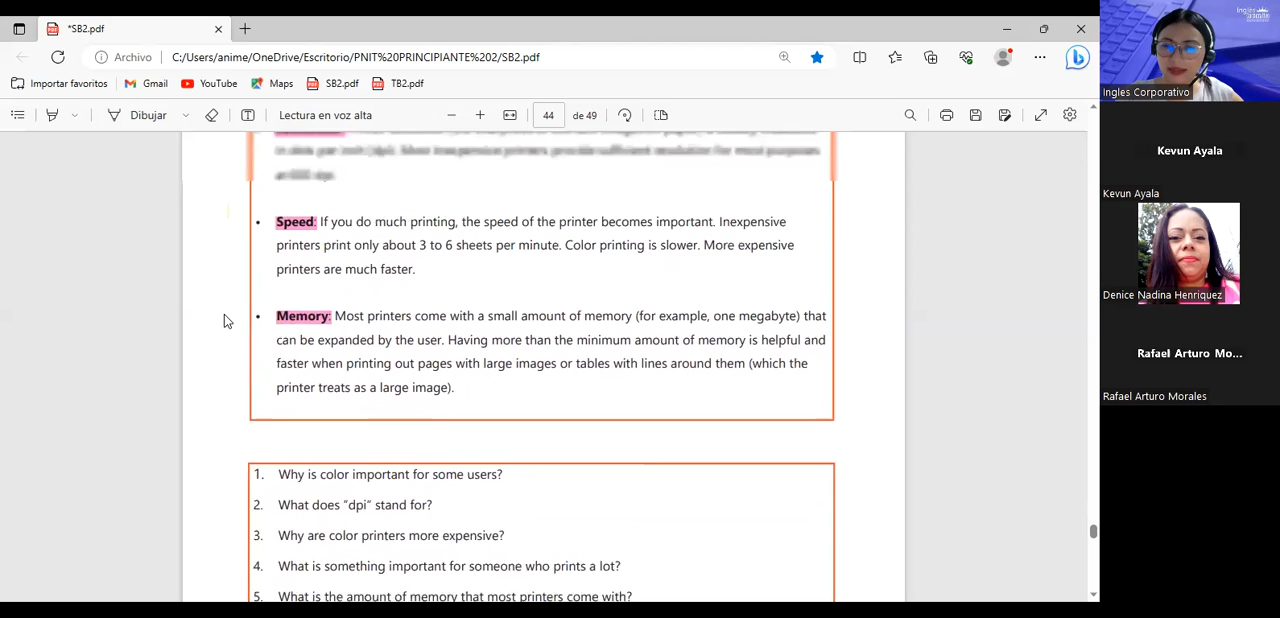 *SB2.pdf
Archivo
C:/Users/anime/OneDrive/Escritorio/PNIT%20PRINCIPIANTE%202/SB2.pdf
Importar favoritos
Gmail
YouTube
Maps
SB2.pdf
TB2.pdf
Dibujar
Lectura en voz alta
44
de 49
• Speed: If you do much printing, the speed of the printer becomes important. Inexpensive
printers print only about 3 to 6 sheets per minute. Color printing is slower. More expensive
printers are much faster.
• Memory: Most printers come with a small amount of memory (for example, one megabyte) that
can be expanded by the user. Having more than the minimum amount of memory is helpful and
faster when printing out pages with large images or tables with lines around them (which the
printer treats as a large image).
1. Why is color important for some users?
2. What does “dpi” stand for?
3. Why are color printers more expensive?
4. What is something important for someone who prints a lot?
5. What is the amount of memory that most printers come with?
Ingles Corporativo
Kevun Ayala
Kevun Ayala
Denice Nadina Henriquez
Rafael Arturo Mo...
Rafael Arturo Morales